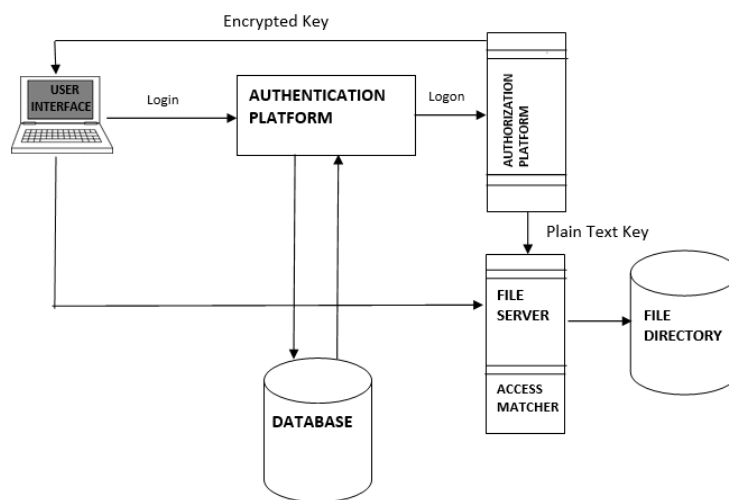 Encrypted Key
USER
INTERFACE
Login
AUTHENTICATION
PLATFORM
Logon
AUTHORIZATION
PLATFORM
Plain Text Key
FILE
SERVER
FILE
DIRECTORY
ACCESS
MATCHER
DATABASE